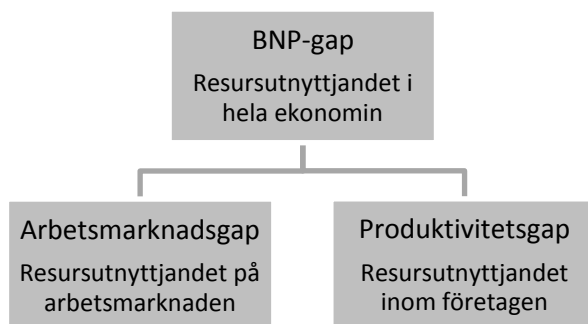 BNP-gap
Resursutnyttjandet i
hela ekonomin
Arbetsmarknadsgap
Resursutnyttjandet på
arbetsmarknaden
Produktivitetsgap
Resursutnyttjandet
inom företagen